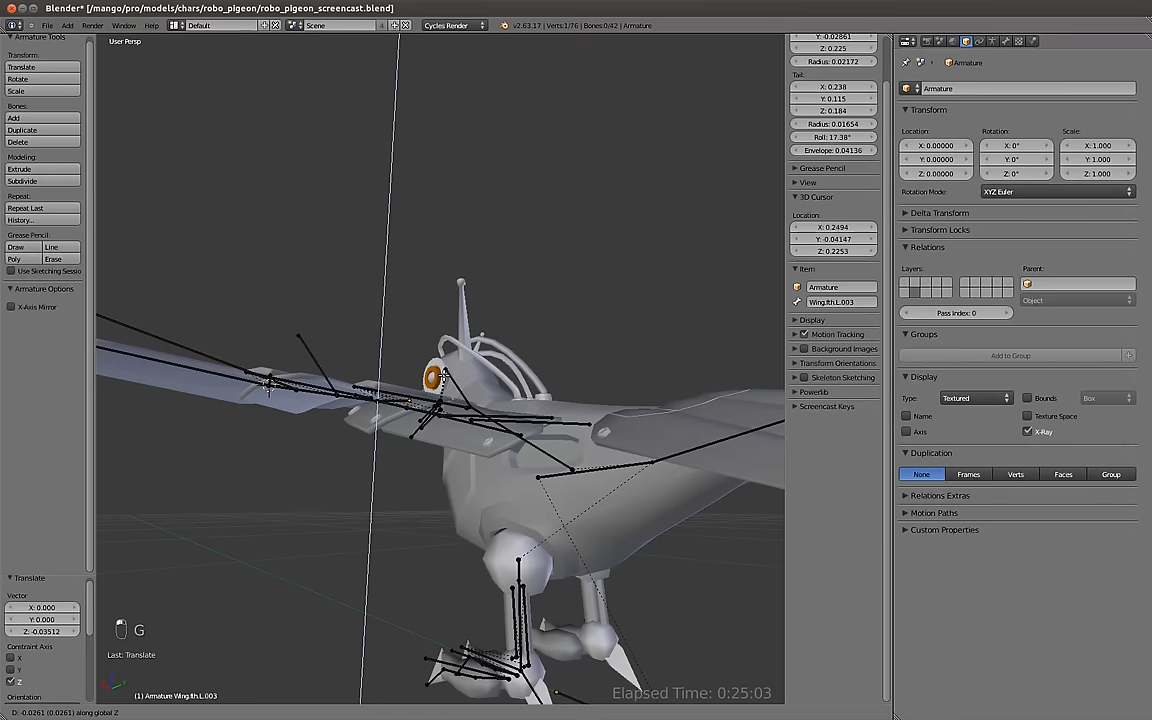 Blender* [/mango/pro/models/chars/robo_pigeon/robo_pigeon_screencast.blend]
File Add Render Help Default Scene 4 Cycles Render v2.63.17 | Verts:1/76 | Bones:0/42 | Armature
Armature Tools
Transform:
Translate
Rotate
Scale
Bones:
Add
Duplicate
Delete
Modeling:
Extrude
Subdivide
Repeat:
Repeat Last
History...
Grease Pencil:
Draw Line
Poly Erase
Use Sketching Sessio
Armature Options
X-Axis Mirror
Translate
Vector
X: 0.000
Y: 0.000
Z: -0.03512
Constraint Axis
X
Y
Z
Orientation
User Persp
G
Last: Translate
(1) Armature Wing.fth.L.003
Elapsed Time: 0:25:03
D: -0.0261 (0.0261) along global Z
Y:-0.02861
Z: 0.225
Radius: 0.02172
Tail:
X: 0.238
Y: 0.115
Z: 0.184
Radius: 0.01654
Roll: 17.38°
Envelope: 0.04136
Grease Pencil
View
3D Cursor
Location:
X: 0.2494
Y: -0.04147
Z: 0.2253
Item
Armature
Wing.fth.L.003
Display
Motion Tracking
Background Images
Transform Orientations
Skeleton Sketching
Powerlib
Screencast Keys
Armature
Armature
Transform
Location: Rotation: Scale:
X: 0.00000 X: 0° X: 1.000
Y: 0.00000 Y: 0° Y: 1.000
Z: 0.00000 Z: 0° Z: 1.000
Rotation Mode: XYZ Euler
Delta Transform
Transform Locks
Relations
Layers: Parent:
Object
Pass Index: 0
Groups
Add to Group
Display
Type: Textured Bounds Box
Name Texture Space
Axis X-Ray
Duplication
None Frames Verts Faces Group
Relations Extras
Motion Paths
Custom Properties